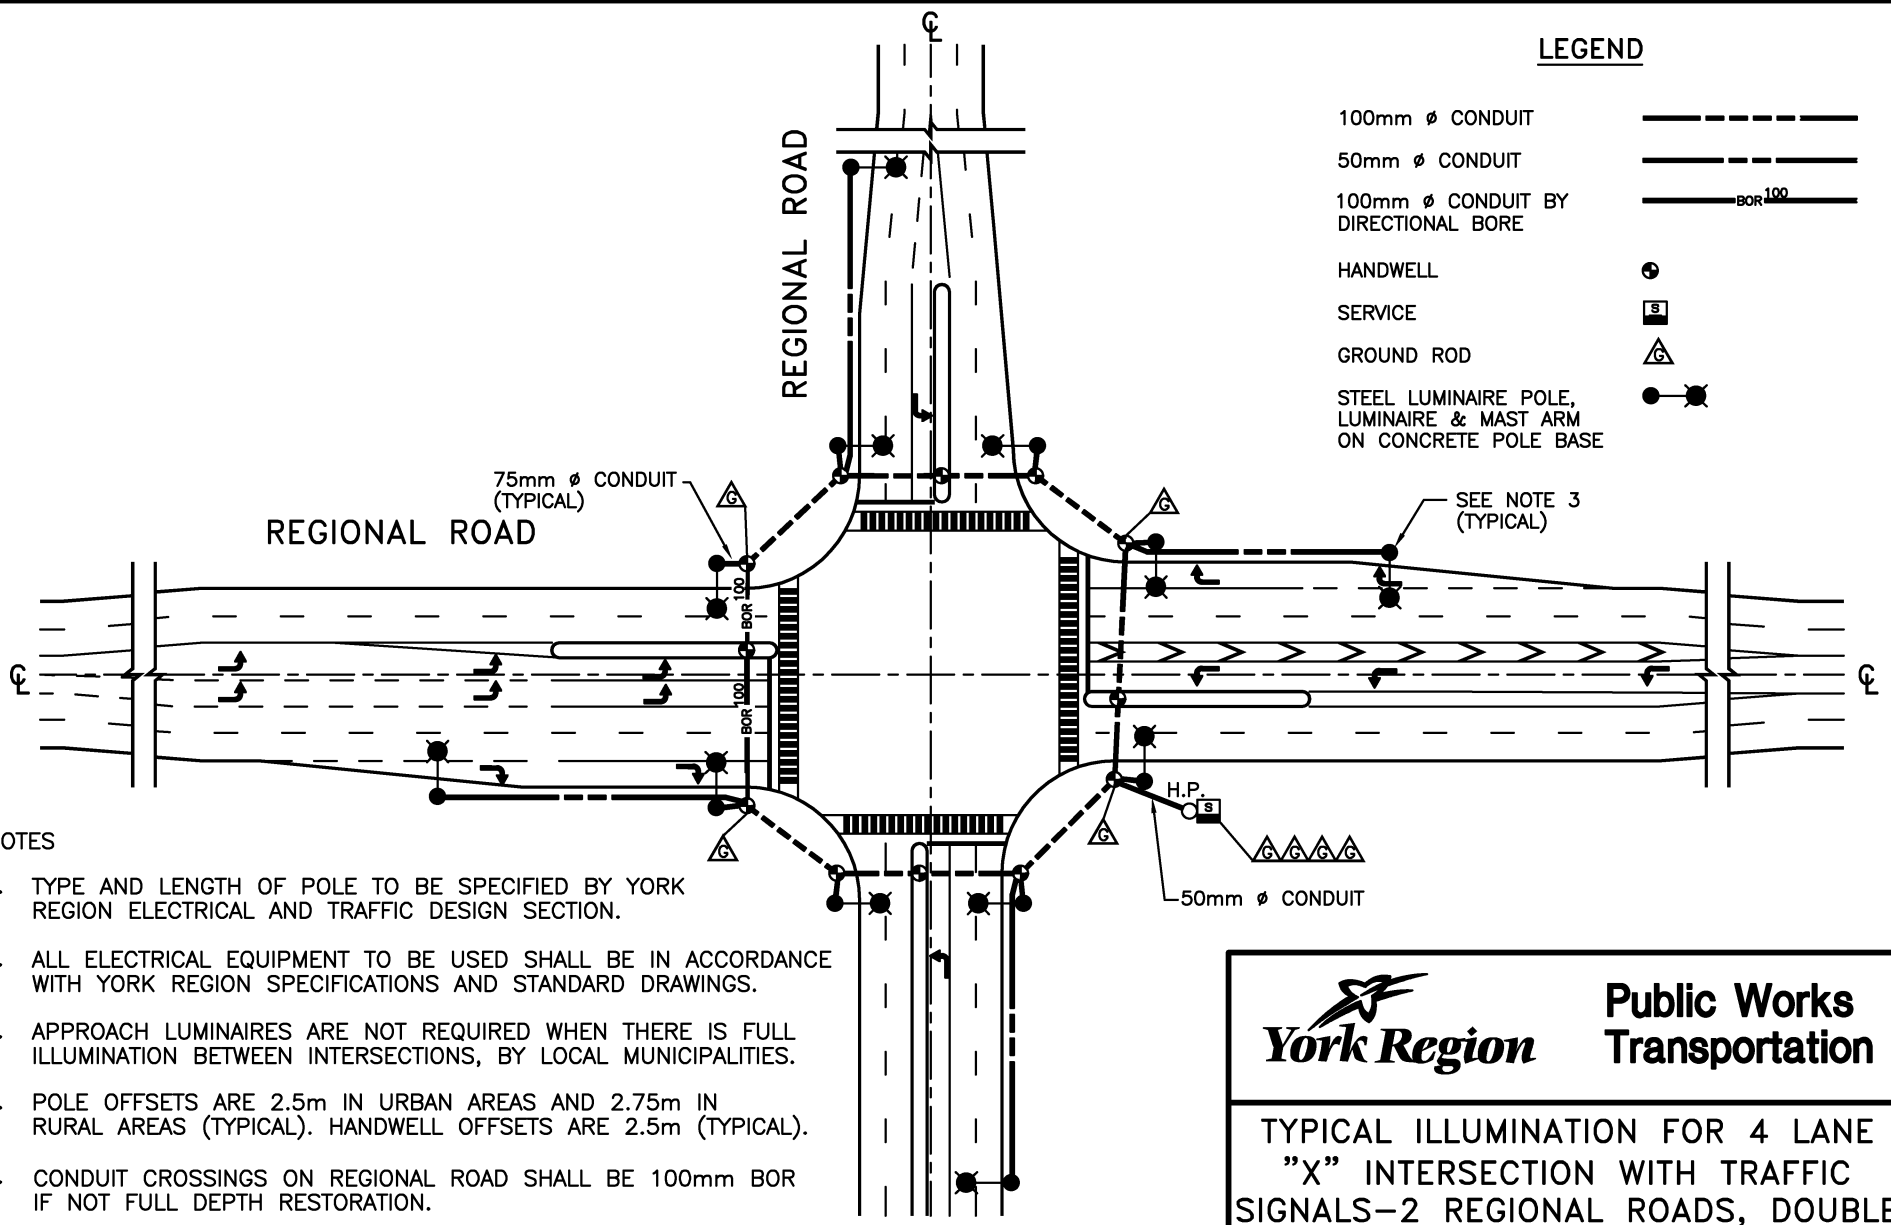 ℄
LEGEND
100mm ø CONDUIT
50mm ø CONDUIT
100mm ø CONDUIT BY
DIRECTIONAL BORE
BOR 100
HANDWELL
SERVICE
S
GROUND ROD
G
STEEL LUMINAIRE POLE,
LUMINAIRE & MAST ARM
ON CONCRETE POLE BASE
REGIONAL ROAD
75mm ø CONDUIT
(TYPICAL)
G
REGIONAL ROAD
G
SEE NOTE 3
(TYPICAL)
BOR 100
℄
BOR 100
℄
H.P.
S
G
G
G G G G
50mm ø CONDUIT
OTES
. TYPE AND LENGTH OF POLE TO BE SPECIFIED BY YORK
REGION ELECTRICAL AND TRAFFIC DESIGN SECTION.
. ALL ELECTRICAL EQUIPMENT TO BE USED SHALL BE IN ACCORDANCE
WITH YORK REGION SPECIFICATIONS AND STANDARD DRAWINGS.
. APPROACH LUMINAIRES ARE NOT REQUIRED WHEN THERE IS FULL
ILLUMINATION BETWEEN INTERSECTIONS, BY LOCAL MUNICIPALITIES.
. POLE OFFSETS ARE 2.5m IN URBAN AREAS AND 2.75m IN
RURAL AREAS (TYPICAL). HANDWELL OFFSETS ARE 2.5m (TYPICAL).
. CONDUIT CROSSINGS ON REGIONAL ROAD SHALL BE 100mm BOR
IF NOT FULL DEPTH RESTORATION.
York Region
Public Works
Transportation
TYPICAL ILLUMINATION FOR 4 LANE
"X" INTERSECTION WITH TRAFFIC
SIGNALS-2 REGIONAL ROADS, DOUBLE